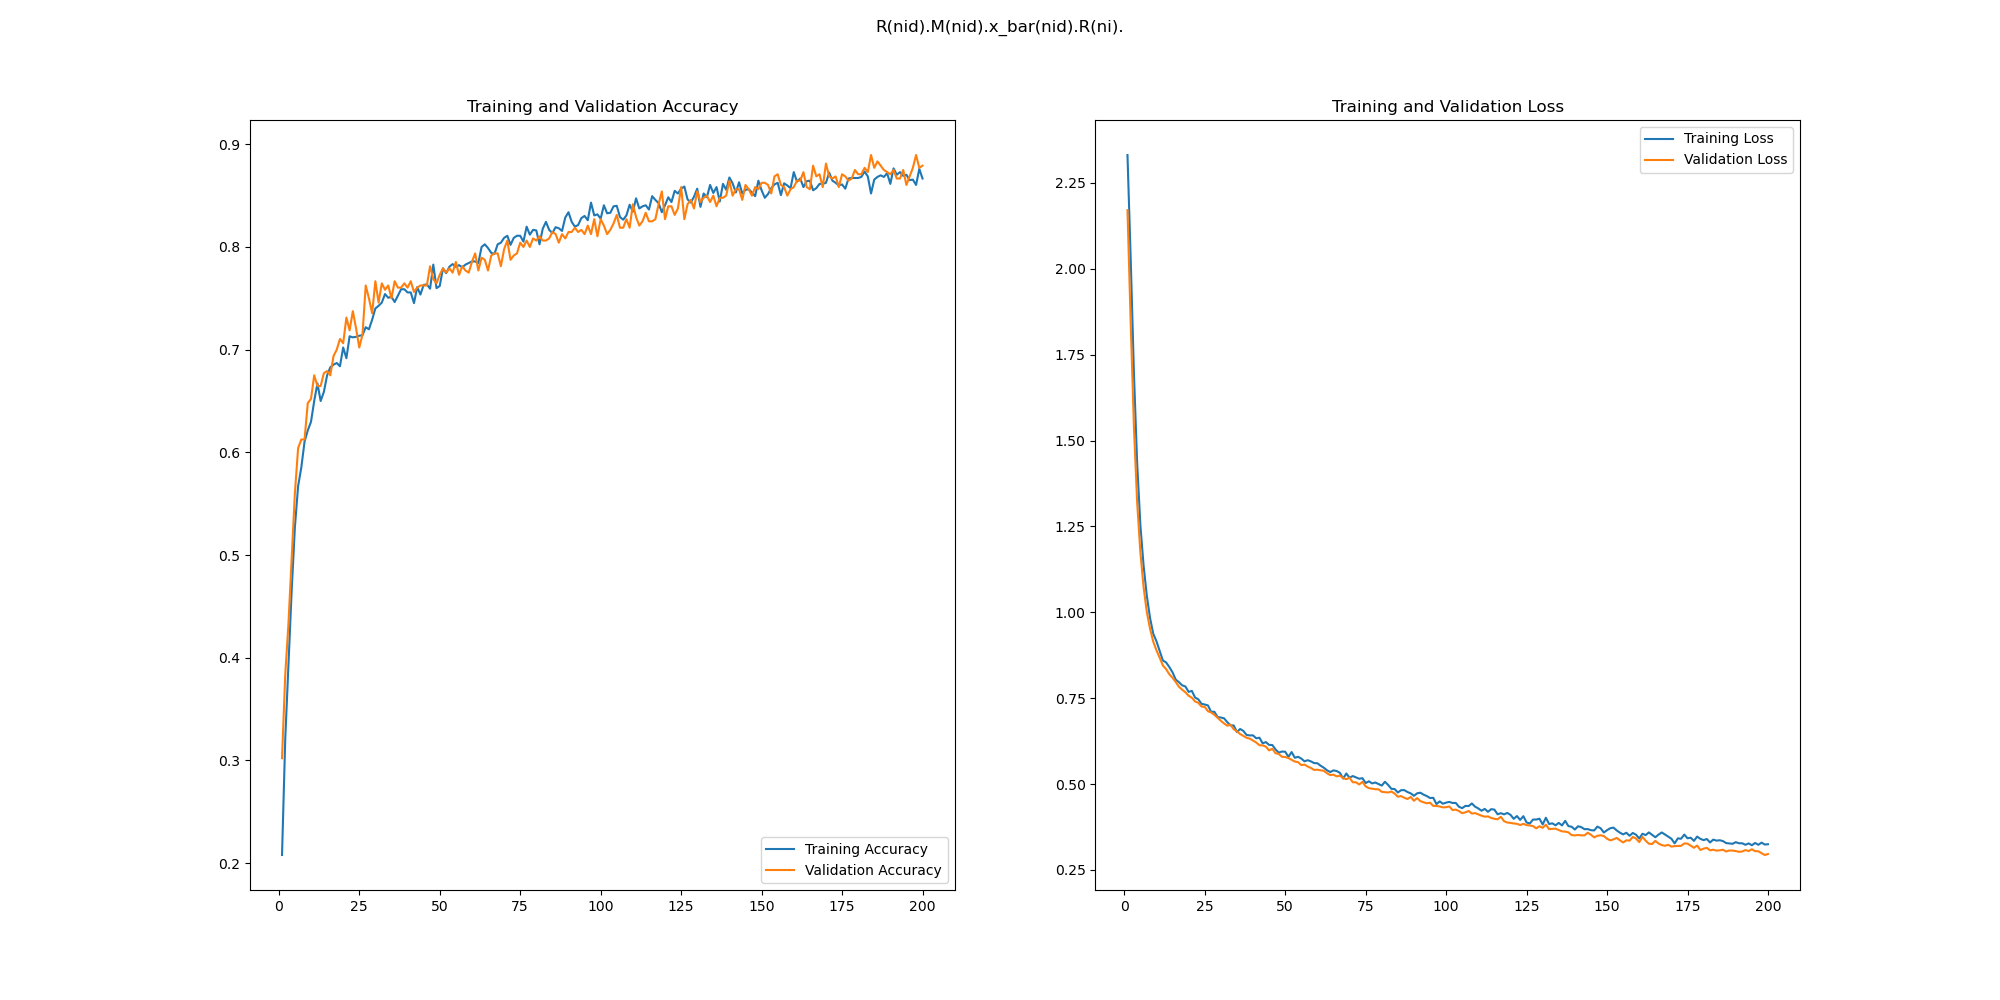 R(nid).M(nid).x_bar(nid).R(ni).
Training and Validation Accuracy
0.9
0.8
0.7
0.6
0.5
0.4
0.3
0.2
0 25 50 75 100 125 150 175 200
Training Accuracy
Validation Accuracy
Training and Validation Loss
2.25
2.00
1.75
1.50
1.25
1.00
0.75
0.50
0.25
0 25 50 75 100 125 150 175 200
Training Loss
Validation Loss